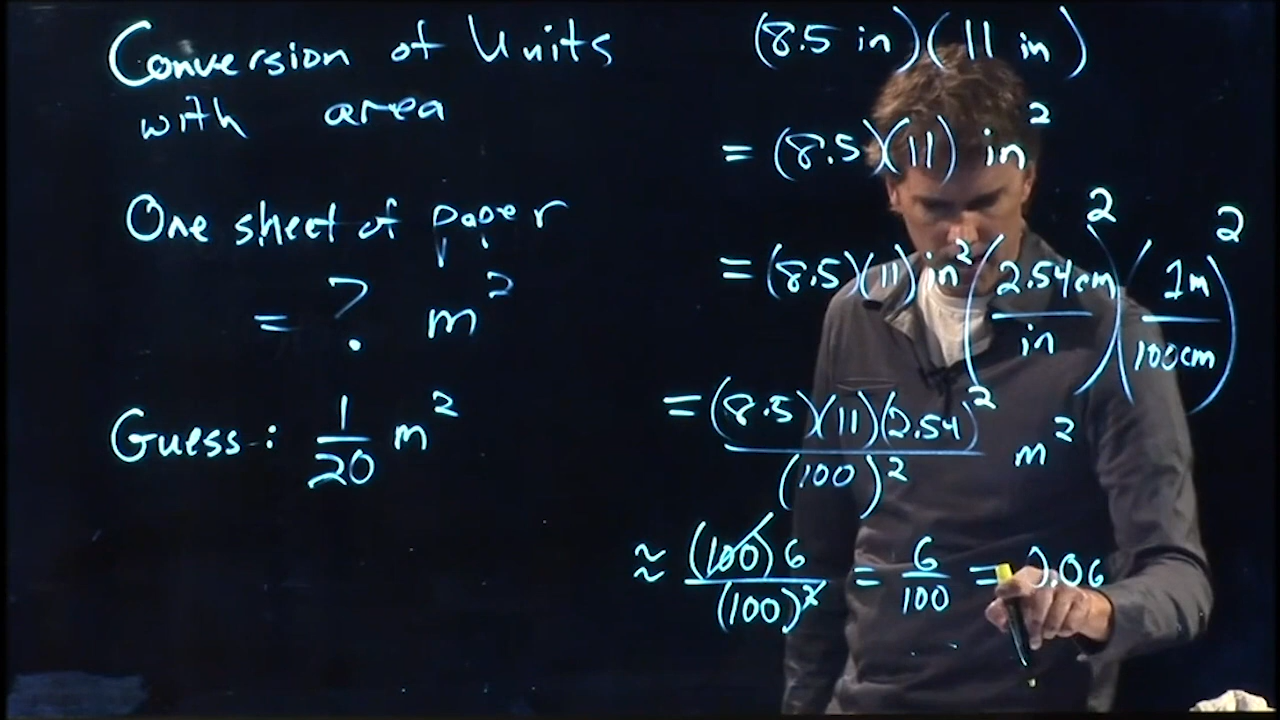 Conversion of Units
with area
One sheet of paper
= ? m²
Guess: 1/20 m²
(8.5 in)(11 in)
= (8.5)(11) in²
= (8.5)(11) in² (2.54cm/in)² (1m/100cm)²
= (8.5)(11)(2.54)²/(100)² m²
≈ (100)6/(100)² = 6/100 = 0.06